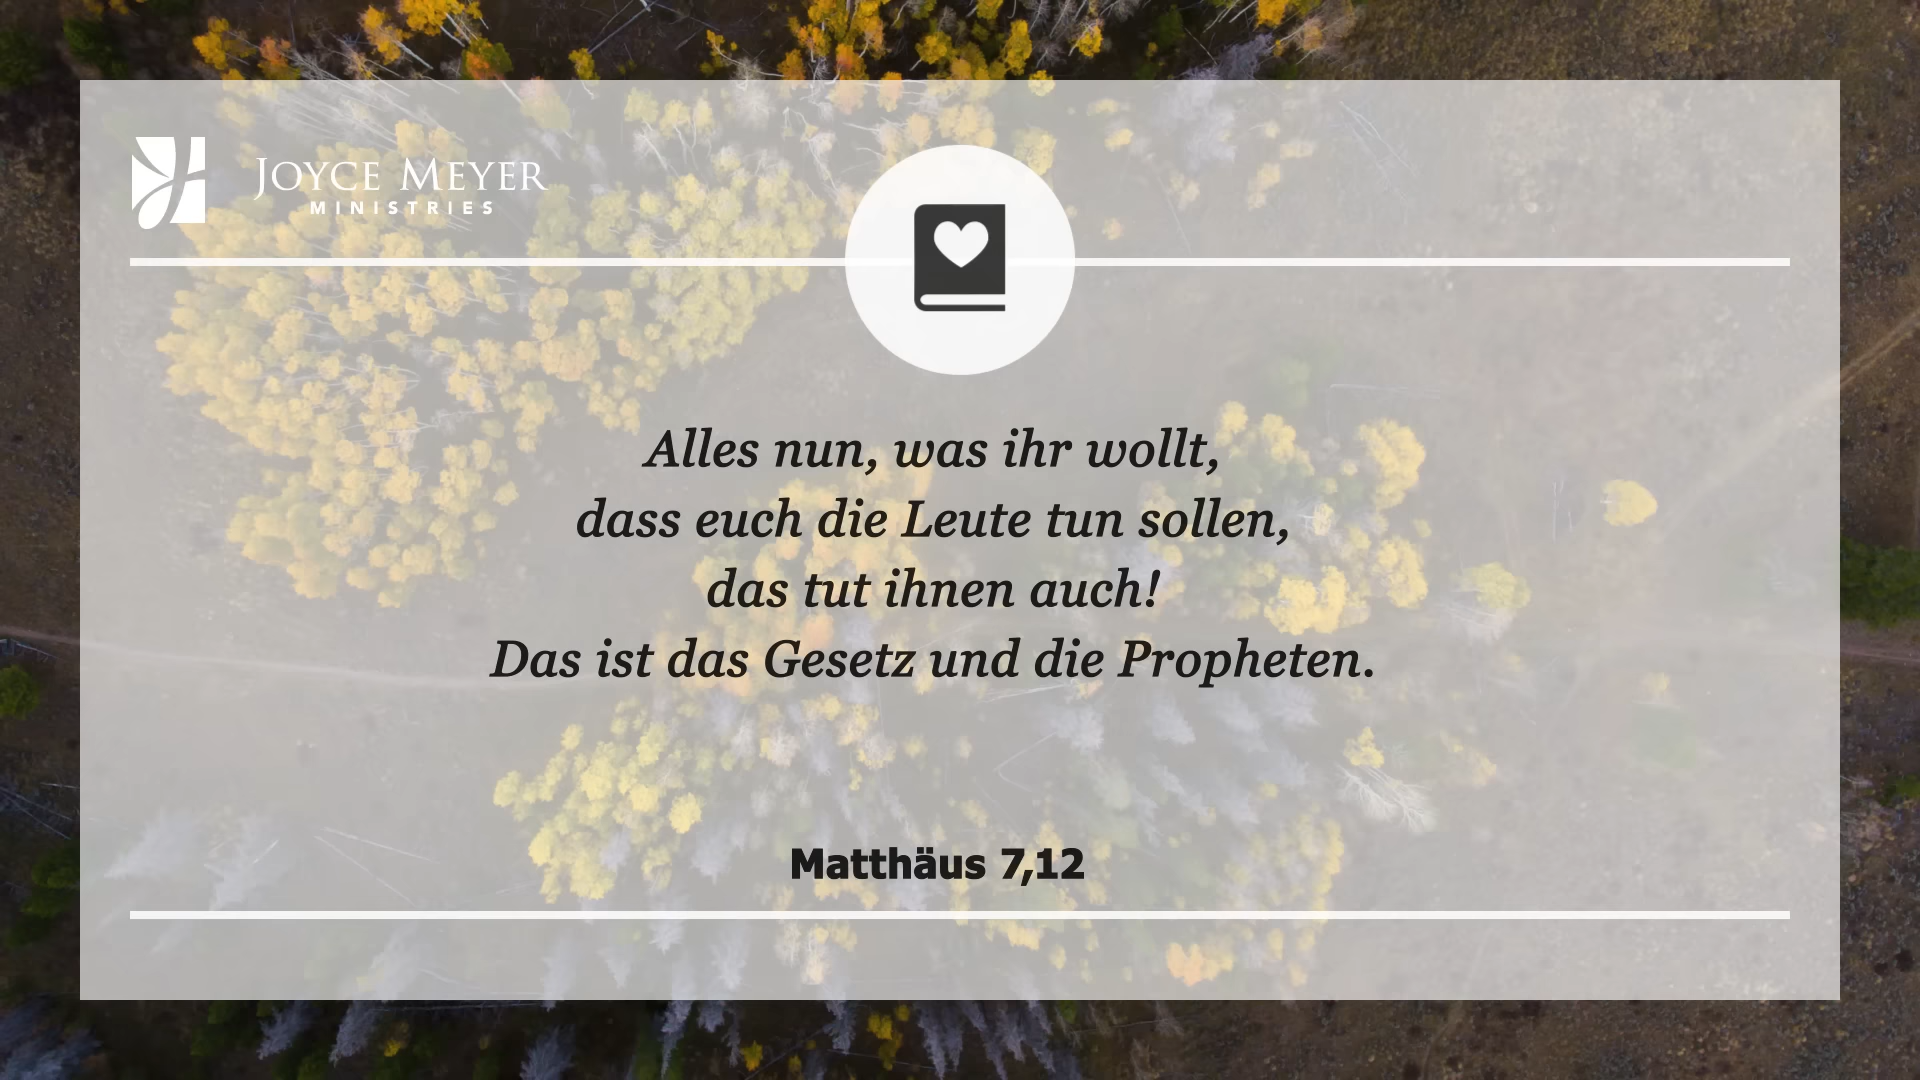 JOYCE MEYER
MINISTRIES
Alles nun, was ihr wollt,
dass euch die Leute tun sollen,
das tut ihnen auch!
Das ist das Gesetz und die Propheten.
Matthäus 7,12